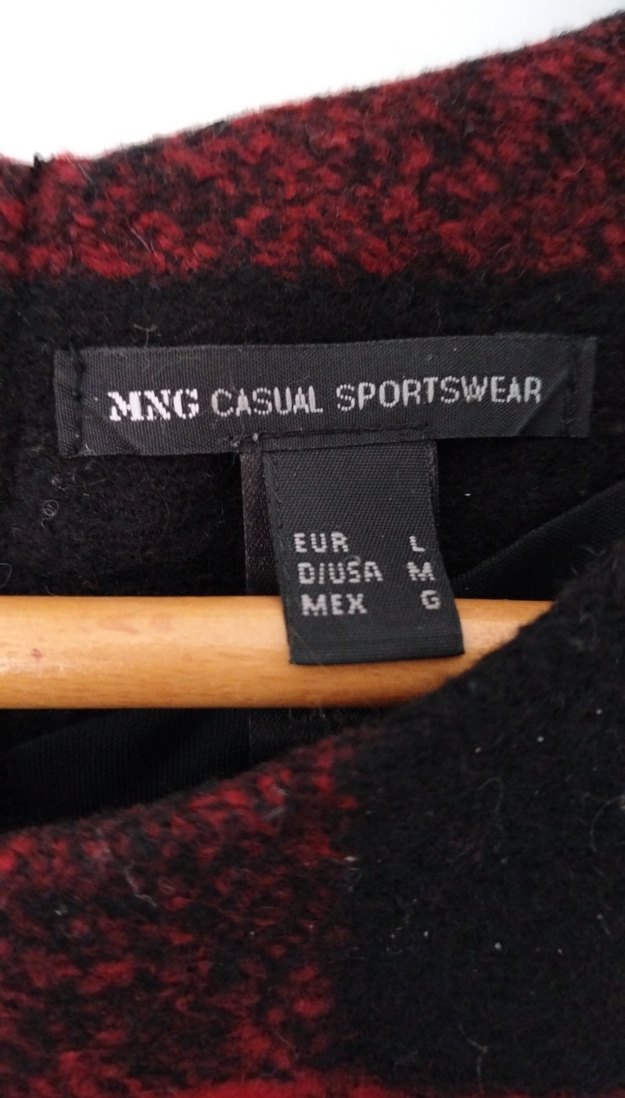 MNG CASUAL SPORTSWEAR
EUR L
D/USA M
MEX G